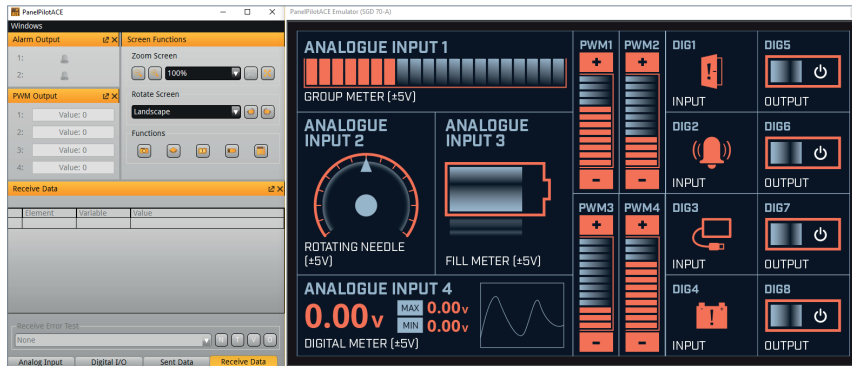 PanelPilotACE
Windows
Alarm Output
1:
2:
PWM Output
1: Value: 0
2: Value: 0
3: Value: 0
4: Value: 0
Screen Functions
Zoom Screen
100%
Rotate Screen
Landscape
Functions
Receive Data
Element Variable Value
Receive Error Test
None
N T V O
Analog Input Digital I/O Sent Data Receive Data
PanelPilotACE Emulator (SGD 70-A)
ANALOGUE INPUT 1
GROUP METER (±5V)
ANALOGUE
INPUT 2
ROTATING NEEDLE
(±5V)
ANALOGUE
INPUT 3
FILL METER (±5V)
ANALOGUE INPUT 4
0.00v
MAX 0.00v
MIN 0.00v
DIGITAL METER (±5V)
PWM1 PWM2
+ +
- -
PWM3 PWM4
+ +
- -
DIG1
INPUT
DIG5
OUTPUT
DIG2
INPUT
DIG6
OUTPUT
DIG3
INPUT
DIG7
OUTPUT
DIG4
INPUT
DIG8
OUTPUT